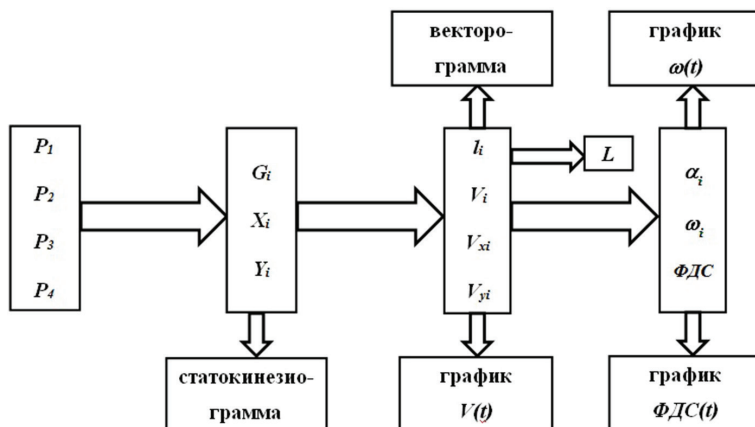 векторо-
грамма
график
ω(t)
P₁
P₂
P₃
P₄
Gᵢ
Xᵢ
Yᵢ
lᵢ
Vᵢ
Vₓᵢ
Vyᵢ
L
αᵢ
ωᵢ
ФДС
статокинезио-
грамма
график
V(t)
график
ФДС(t)